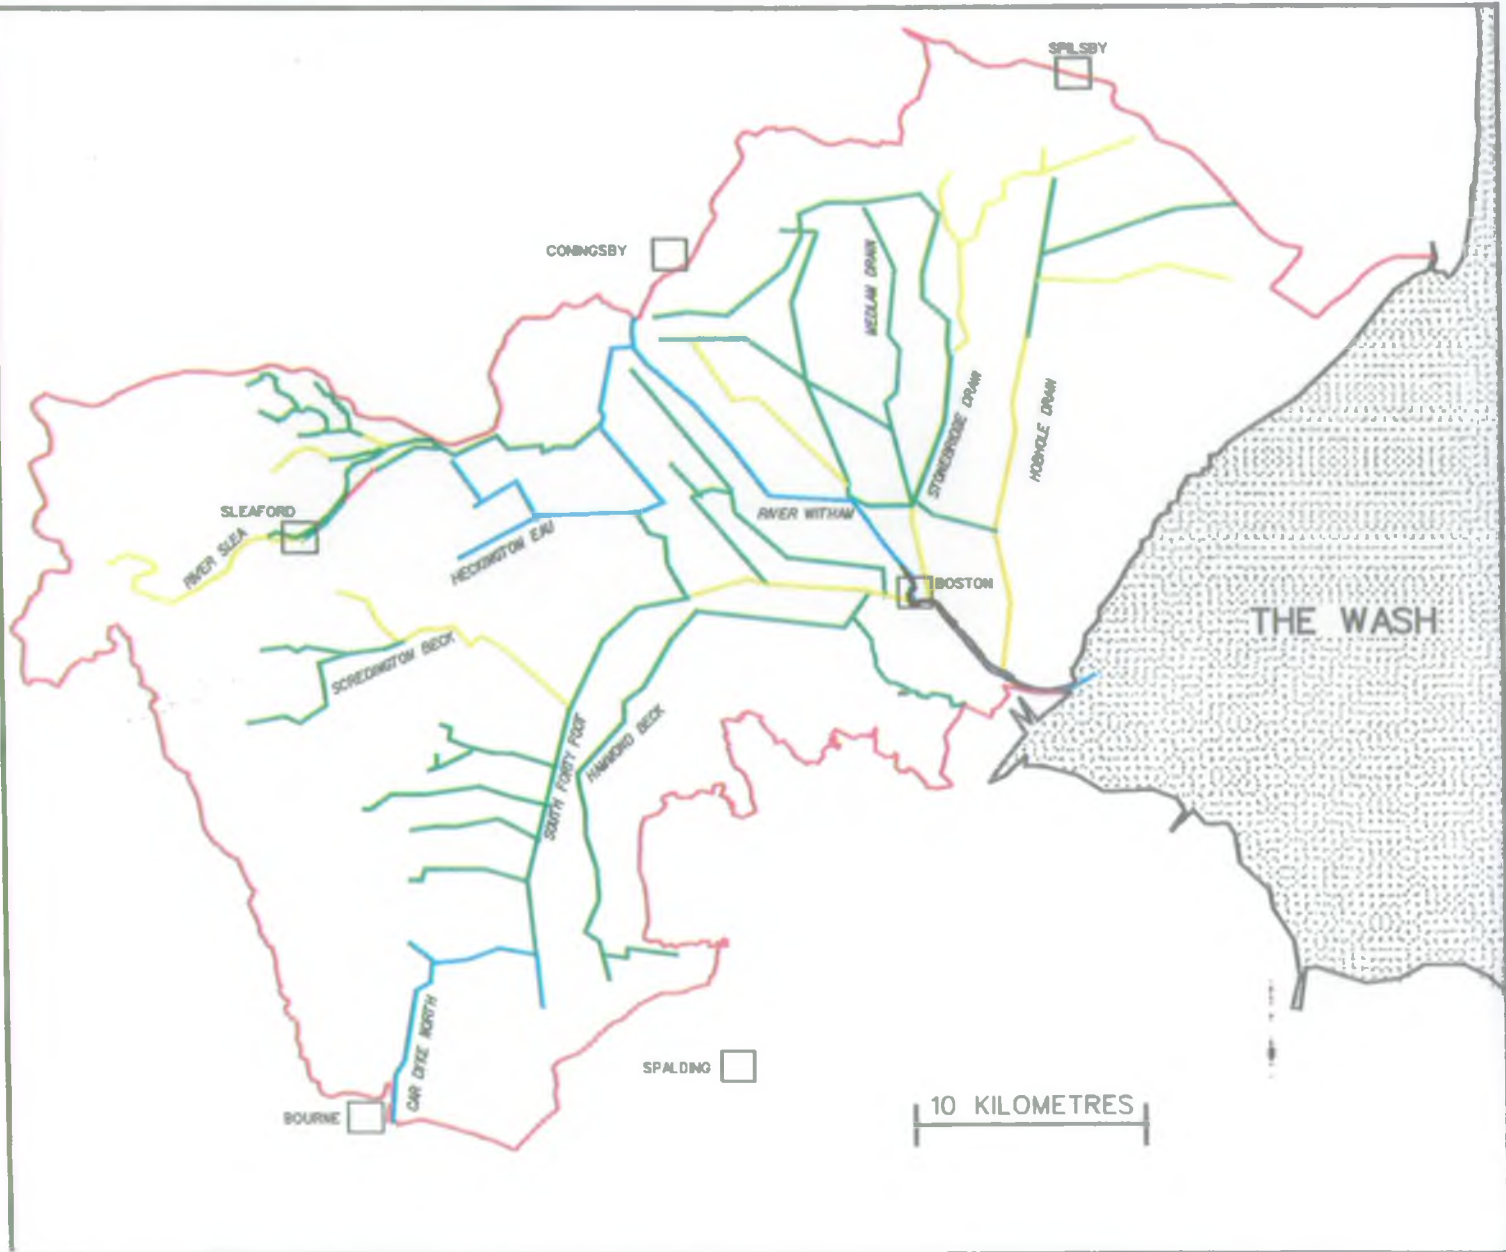 SPILSBY
CONINGSBY
MEDLAM DRAIN
STONEBRIDGE DRAIN
HOBHOLE DRAIN
SLEAFORD
RIVER SLEA
HECKINGTON EAU
RIVER WITHAM
BOSTON
THE WASH
SCREDINGTON BECK
SOUTH FORTY FOOT
HAMMOND BECK
CAR DYKE NORTH
SPALDING
BOURNE
10 KILOMETRES